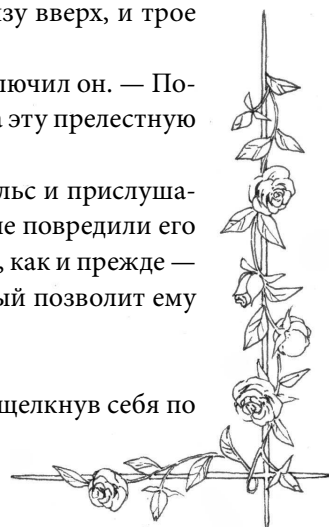 зу вверх, и трое
лючил он. — По-
а эту прелестную
льс и прислуша-
не повредили его
, как и прежде —
ый позволит ему
щелкнув себя по